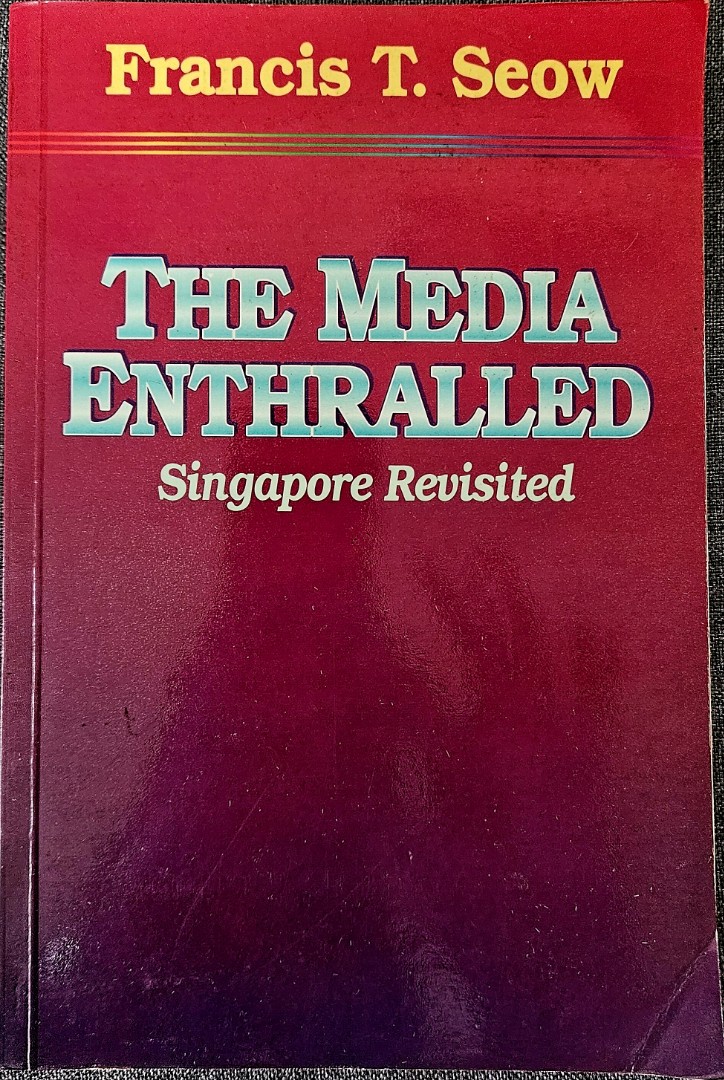 Francis T. Seow
THE MEDIA
ENTHRALLED
Singapore Revisited